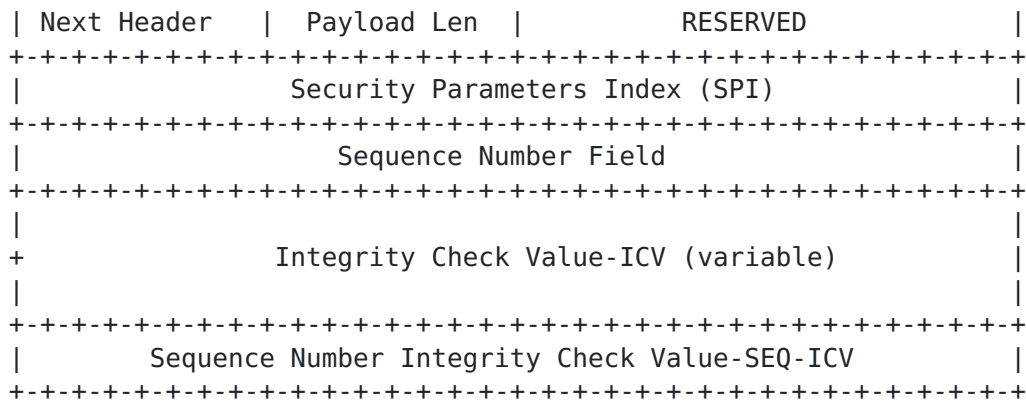 | Next Header   | Payload Len  |          RESERVED             |
+-+-+-+-+-+-+-+-+-+-+-+-+-+-+-+-+-+-+-+-+-+-+-+-+-+-+-+-+-+-+-+-+
|                 Security Parameters Index (SPI)               |
+-+-+-+-+-+-+-+-+-+-+-+-+-+-+-+-+-+-+-+-+-+-+-+-+-+-+-+-+-+-+-+-+
|                    Sequence Number Field                      |
+-+-+-+-+-+-+-+-+-+-+-+-+-+-+-+-+-+-+-+-+-+-+-+-+-+-+-+-+-+-+-+-+
|                                                               |
+                Integrity Check Value-ICV (variable)           |
|                                                               |
+-+-+-+-+-+-+-+-+-+-+-+-+-+-+-+-+-+-+-+-+-+-+-+-+-+-+-+-+-+-+-+-+
|        Sequence Number Integrity Check Value-SEQ-ICV          |
+-+-+-+-+-+-+-+-+-+-+-+-+-+-+-+-+-+-+-+-+-+-+-+-+-+-+-+-+-+-+-+-+